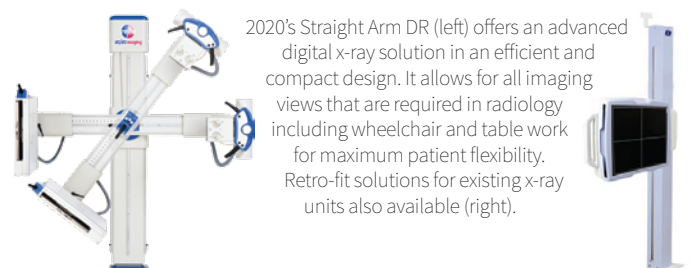 2020's Straight Arm DR (left) offers an advanced
digital x-ray solution in an efficient and
compact design. It allows for all imaging
views that are required in radiology
including wheelchair and table work
for maximum patient flexibility.
Retro-fit solutions for existing x-ray
units also available (right).